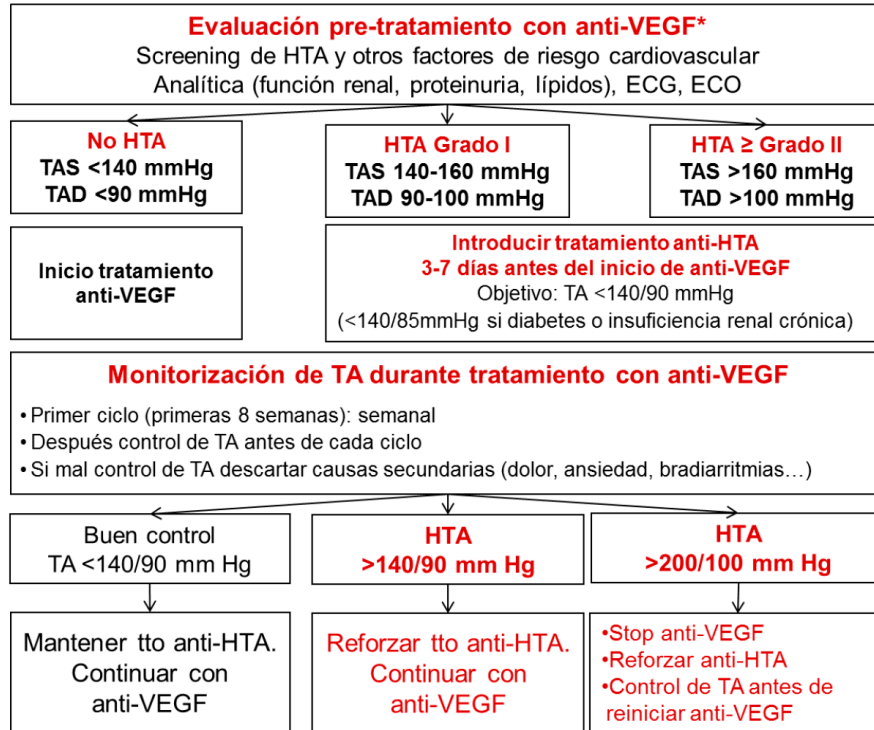 Evaluación pre-tratamiento con anti-VEGF*
Screening de HTA y otros factores de riesgo cardiovascular
Analítica (función renal, proteinuria, lípidos), ECG, ECO
No HTA
TAS <140 mmHg
TAD <90 mmHg
HTA Grado I
TAS 140-160 mmHg
TAD 90-100 mmHg
HTA ≥ Grado II
TAS >160 mmHg
TAD >100 mmHg
Inicio tratamiento
anti-VEGF
Introducir tratamiento anti-HTA
3-7 días antes del inicio de anti-VEGF
Objetivo: TA <140/90 mmHg
(<140/85mmHg si diabetes o insuficiencia renal crónica)
Monitorización de TA durante tratamiento con anti-VEGF
• Primer ciclo (primeras 8 semanas): semanal
• Después control de TA antes de cada ciclo
• Si mal control de TA descartar causas secundarias (dolor, ansiedad, bradiarritmias…)
Buen control
TA <140/90 mm Hg
HTA
>140/90 mm Hg
HTA
>200/100 mm Hg
Mantener tto anti-HTA.
Continuar con
anti-VEGF
Reforzar tto anti-HTA.
Continuar con
anti-VEGF
•Stop anti-VEGF
•Reforzar anti-HTA
•Control de TA antes de
reiniciar anti-VEGF